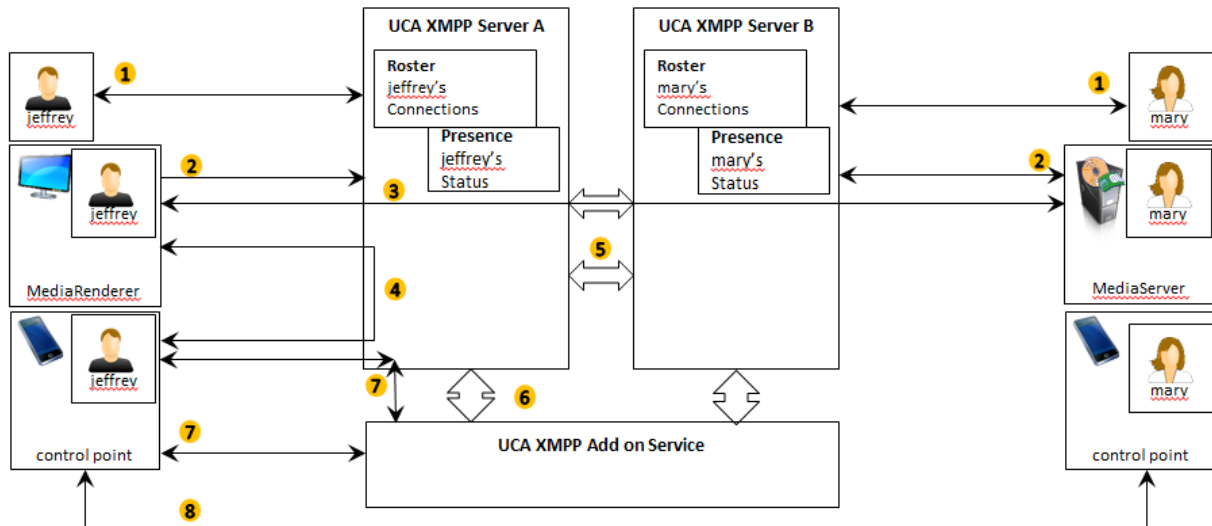 UCA XMPP Server A
UCA XMPP Server B
Roster
jeffrey's
Connections
Presence
jeffrey's
Status
Roster
mary's
Connections
Presence
mary's
Status
1
jeffrey
1
mary
2
jeffrey
MediaRenderer
3
2
mary
MediaServer
4
5
jeffrey
control point
7
6
7
UCA XMPP Add on Service
mary
control point
8